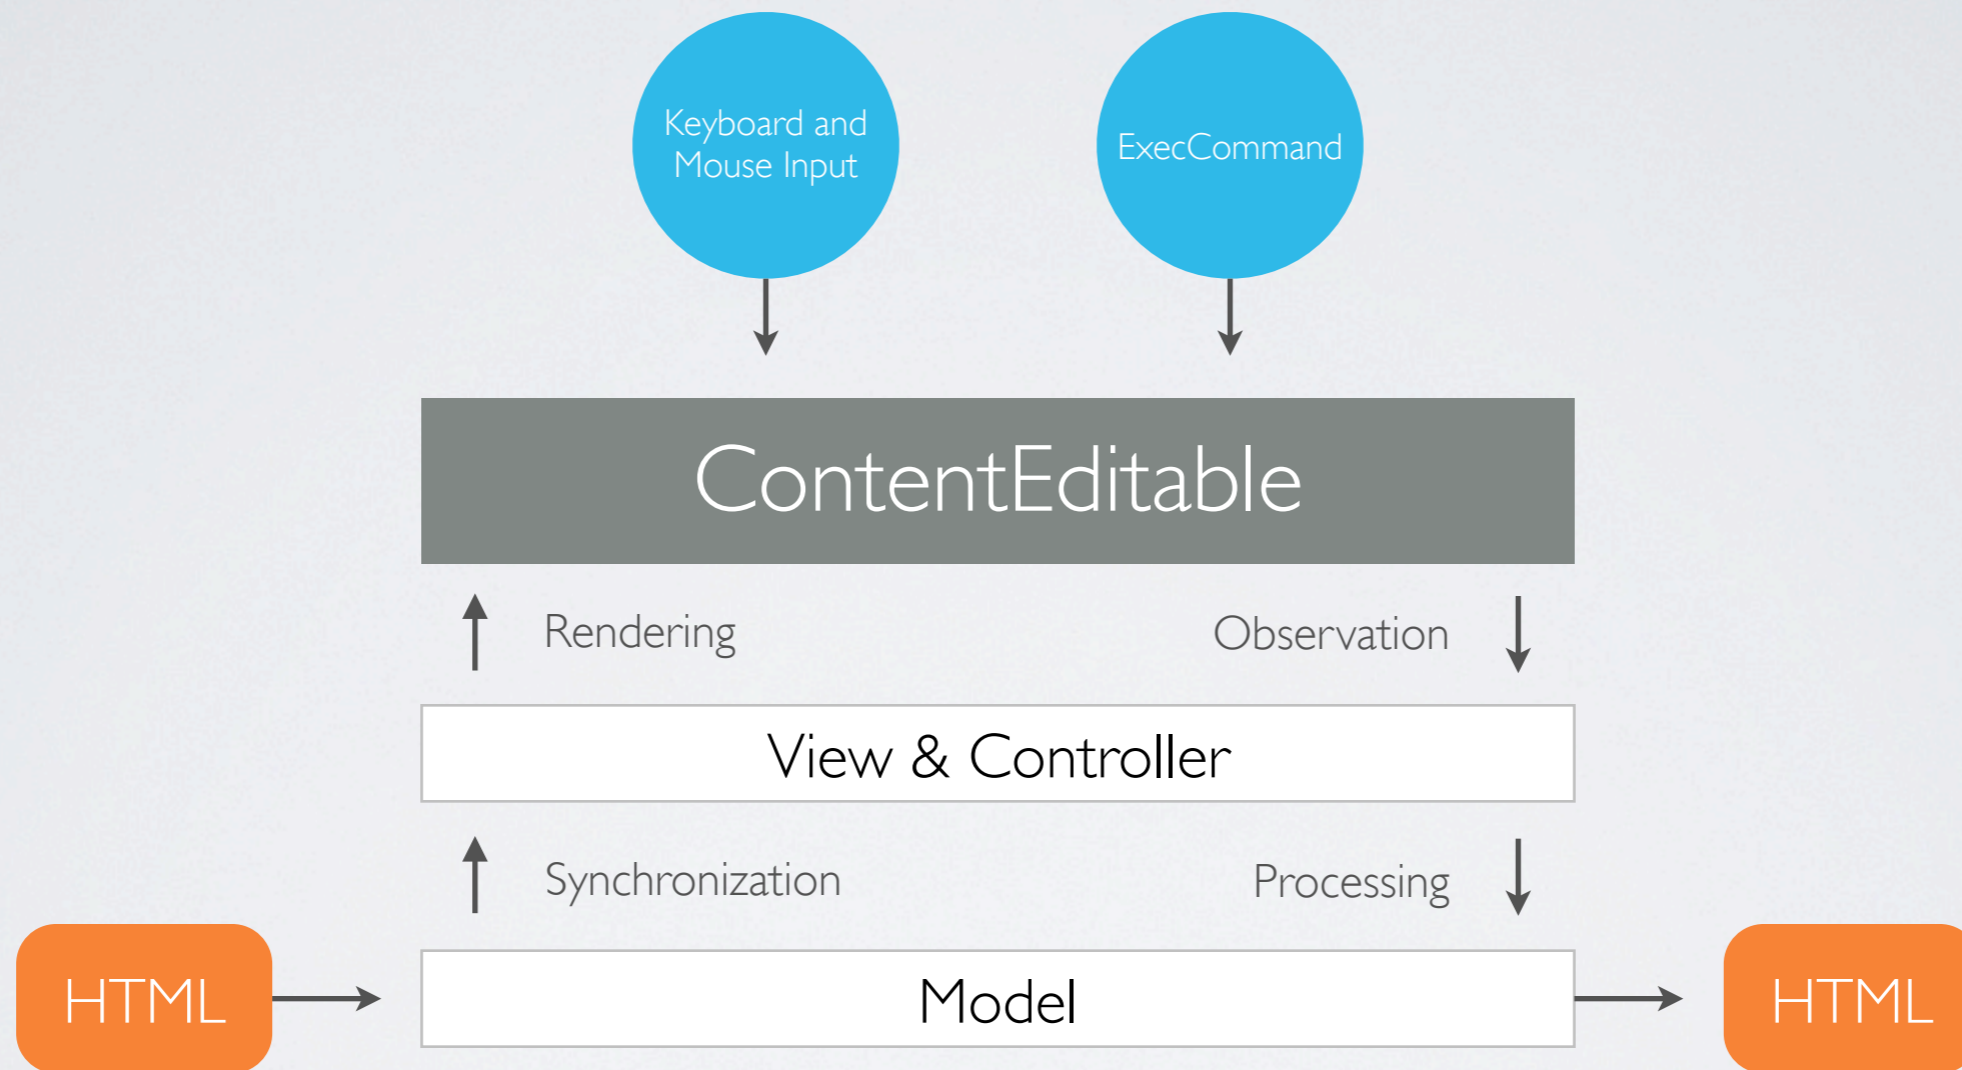 Keyboard and
Mouse Input
ExecCommand
ContentEditable
Rendering
Observation
View & Controller
Synchronization
Processing
HTML
Model
HTML